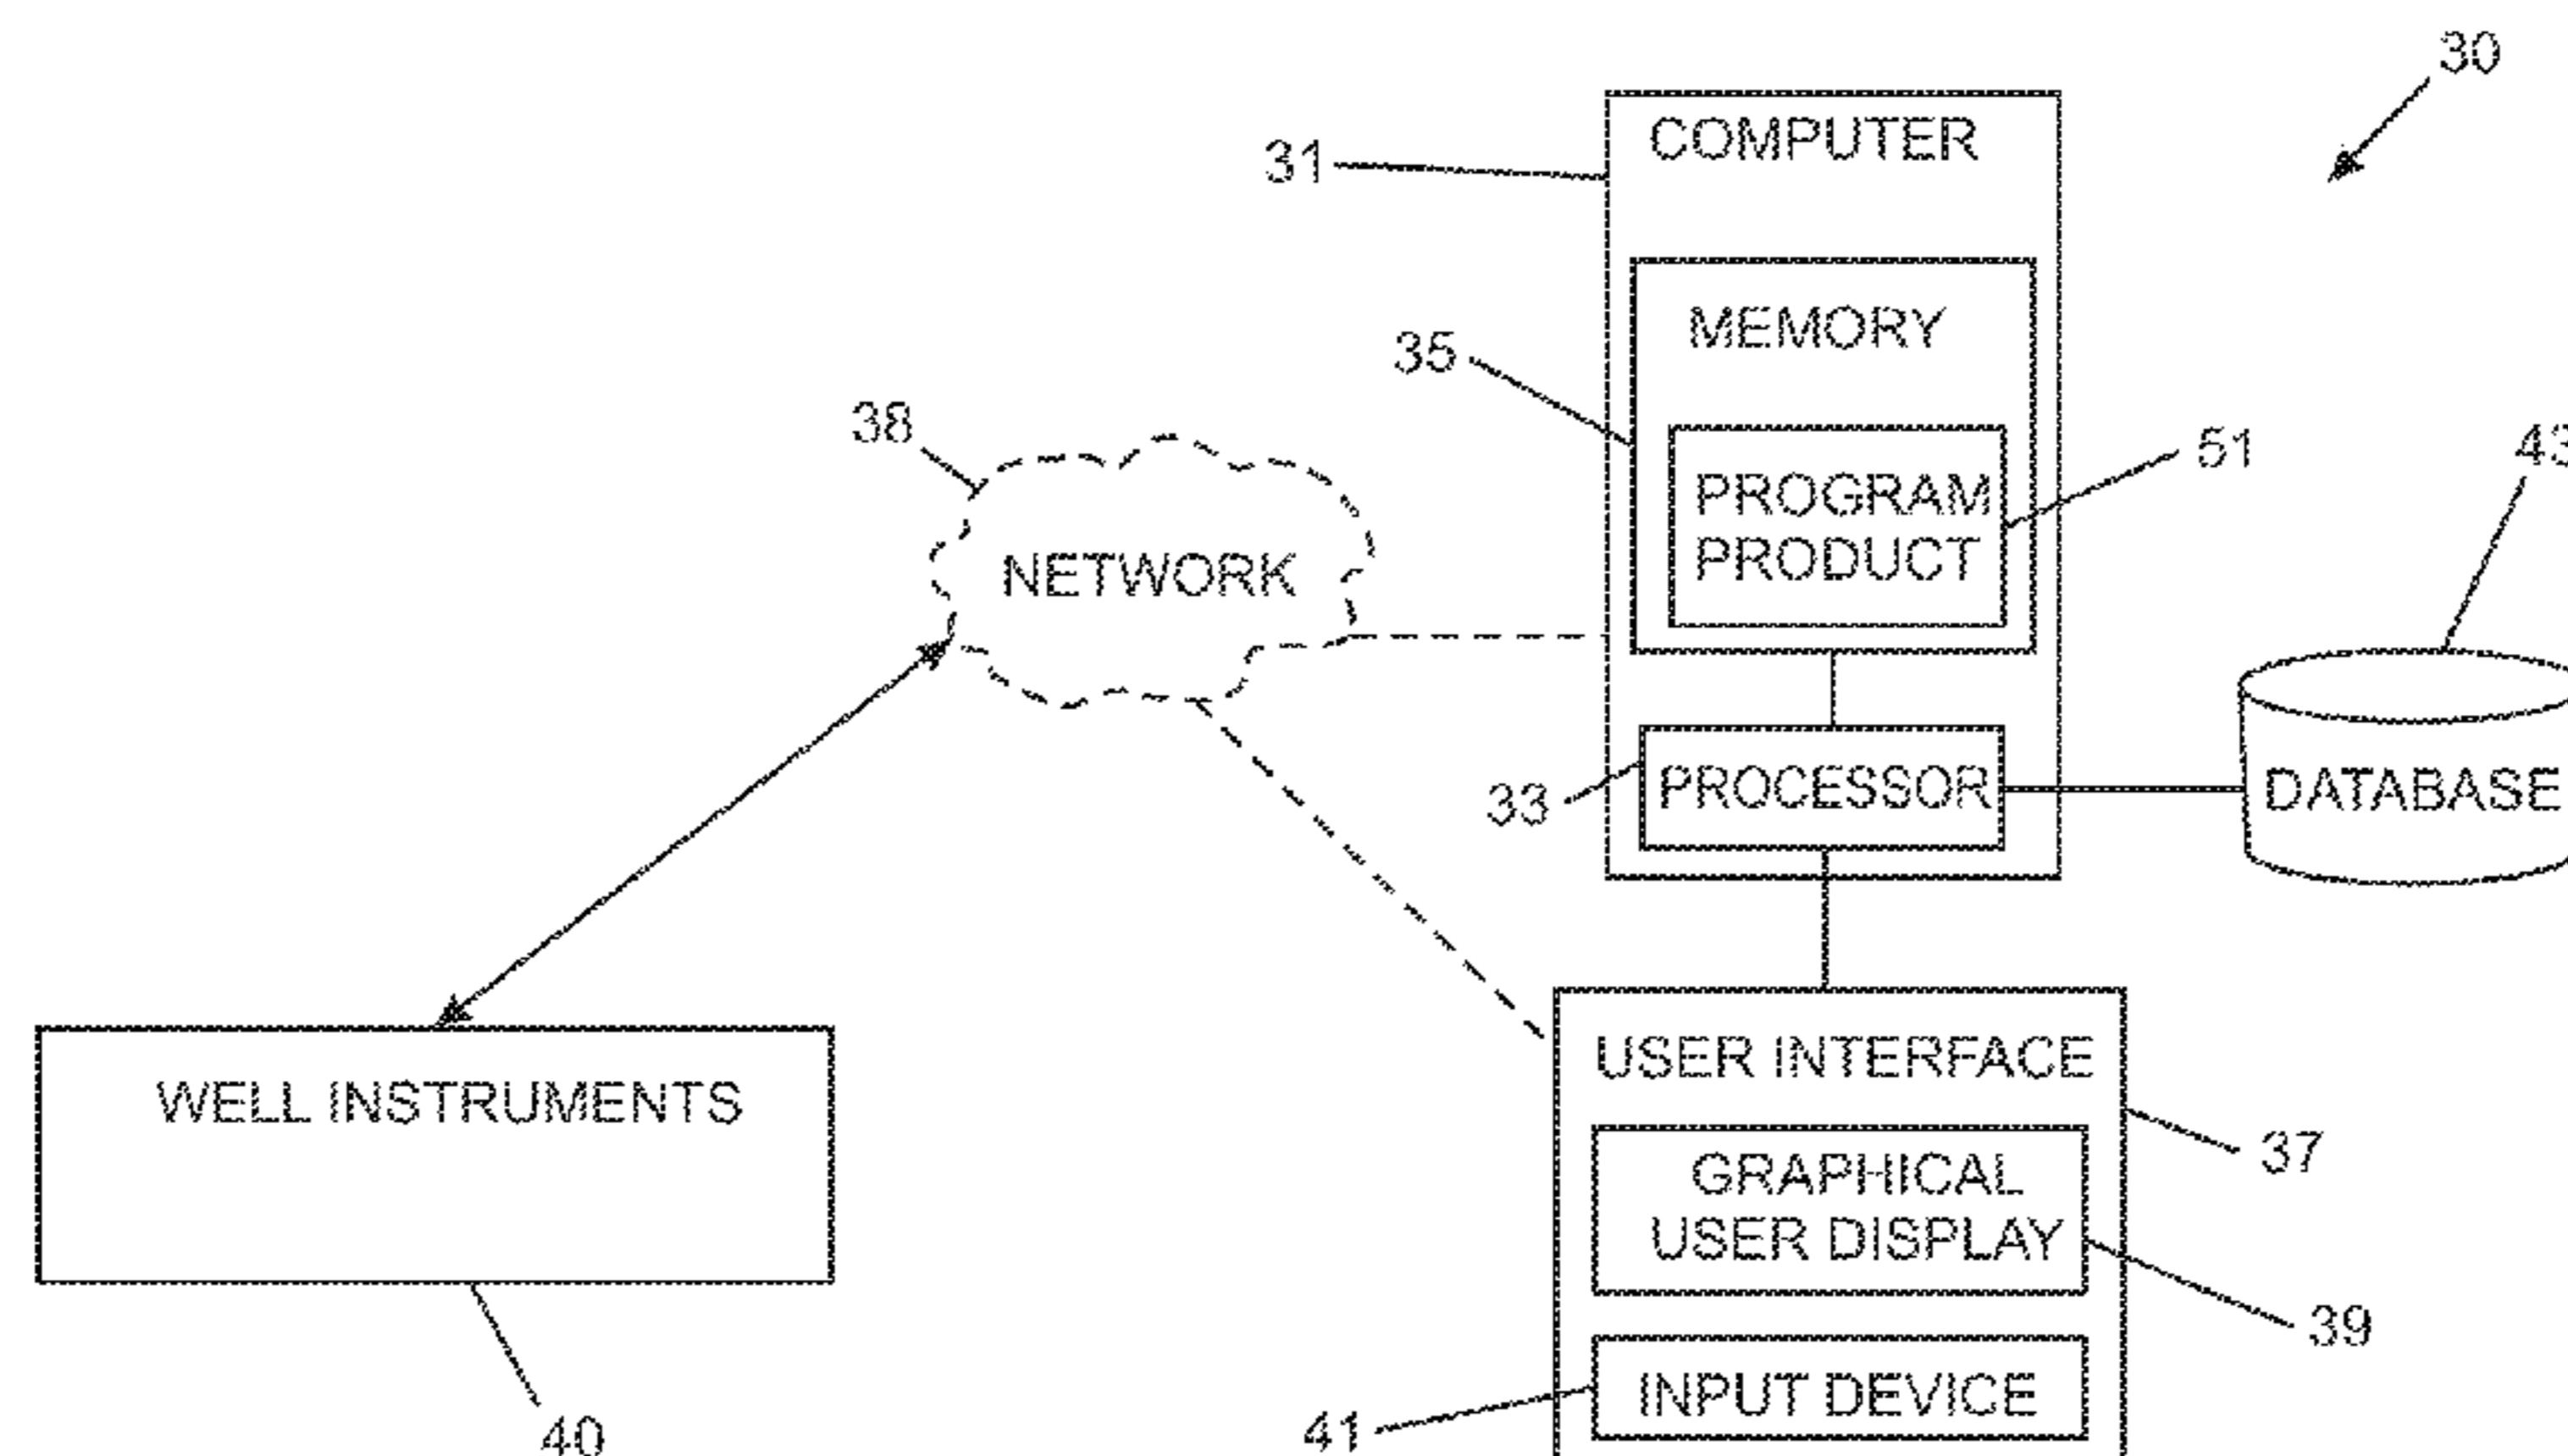 30
COMPUTER
31
MEMORY
35
38
PROGRAM
PRODUCT
51
43
NETWORK
PROCESSOR
33
DATABASE
USER INTERFACE
WELL INSTRUMENTS
37
GRAPHICAL
USER DISPLAY
39
INPUT DEVICE
41
40